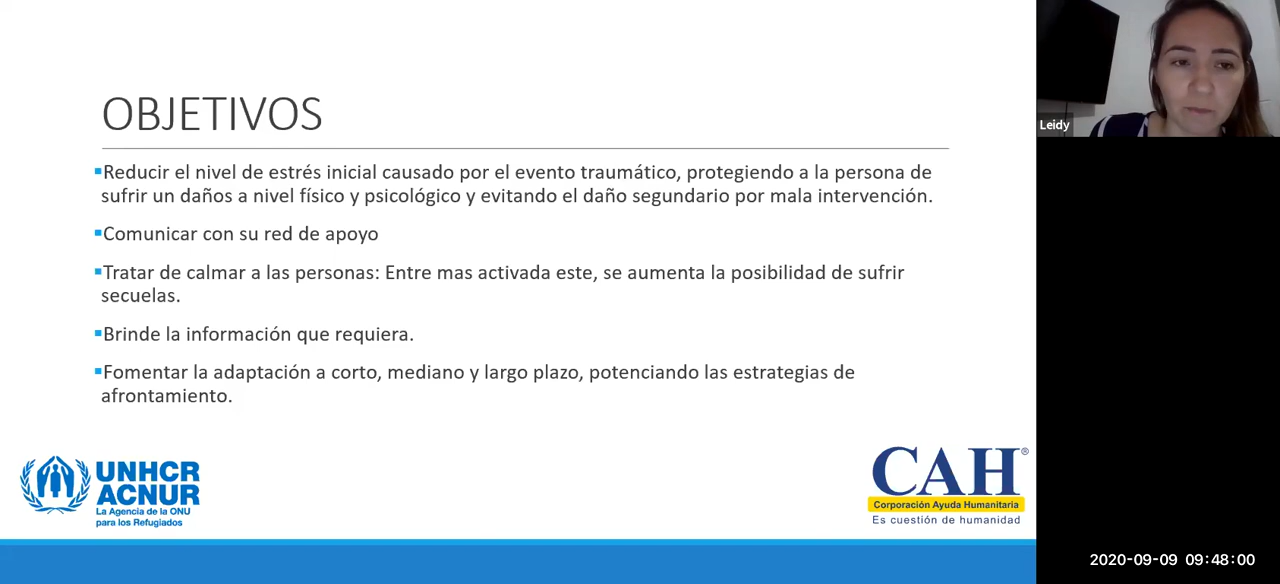 OBJETIVOS
▪Reducir el nivel de estrés inicial causado por el evento traumático, protegiendo a la persona de
sufrir un daños a nivel físico y psicológico y evitando el daño segundario por mala intervención.
▪Comunicar con su red de apoyo
▪Tratar de calmar a las personas: Entre mas activada este, se aumenta la posibilidad de sufrir
secuelas.
▪Brinde la información que requiera.
▪Fomentar la adaptación a corto, mediano y largo plazo, potenciando las estrategias de
afrontamiento.
UNHCR
ACNUR
La Agencia de la ONU
para los Refugiados
CAH®
Corporación Ayuda Humanitaria
Es cuestión de humanidad
Leidy
2020-09-09 09:48:00